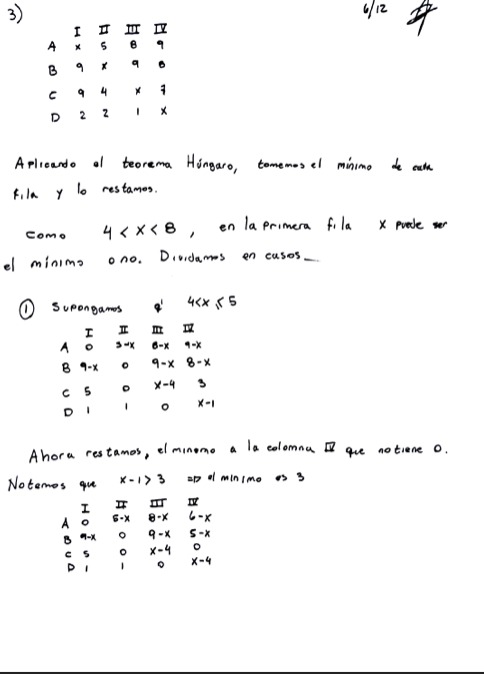 3)
6/12
I II III IV
A x 5 8 9
B 9 x 9 8
C 9 4 x 7
D 2 2 1 x
Aplicando el teorema Húngaro, tomemos el mínimo de cada
fila y lo restamos.
Como 4 < x < 8, en la primera fila x puede ser
el mínimo o no. Dividamos en casos
① Supongamos q' 4<x≤5
I II III IV
A 0 5-x 8-x 9-x
B 9-x 0 9-x 8-x
C 5 0 x-4 3
D 1 1 0 x-1
Ahora restamos, el minemo a la colomna IV que no tiene 0.
Notemos que x-1>3 => el minimo es 3
I II III IV
A 0 5-x 8-x 6-x
B 9-x 0 9-x 5-x
C 5 0 x-4 0
D 1 1 0 x-4